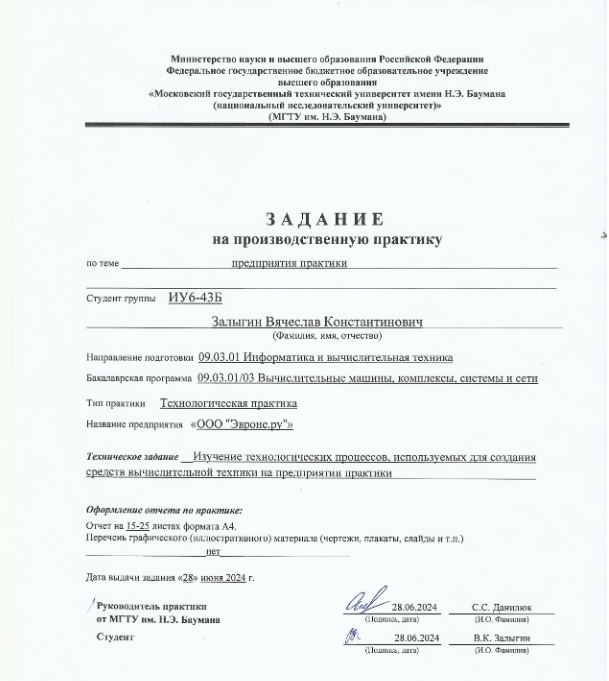 Министерство науки и высшего образования Российской Федерации
Федеральное государственное бюджетное образовательное учреждение
высшего образования
«Московский государственный технический университет имени Н.Э. Баумана
(национальный исследовательский университет)»
(МГТУ им. Н.Э. Баумана)
ЗАДАНИЕ
на производственную практику
по теме предприятия практики
Студент группы ИУ6-43Б
Залыгин Вячеслав Константинович
(Фамилия, имя, отчество)
Направление подготовки 09.03.01 Информатика и вычислительная техника
Бакалаврская программа 09.03.01/03 Вычислительные машины, комплексы, системы и сети
Тип практики Технологическая практика
Название предприятия «ООО "Эвроне.ру"»
Техническое задание Изучение технологических процессов, используемых для создания
средств вычислительной техники на предприятии практики
Оформление отчета по практике:
Отчет на 15-25 листах формата А4.
Перечень графического (иллюстративного) материала (чертежи, плакаты, слайды и т.п.)
нет
Дата выдачи задания «28» июня 2024 г.
Руководитель практики
от МГТУ им. Н.Э. Баумана 28.06.2024 С.С. Данилюк
(Подпись, дата) (И.О. Фамилия)
Студент 28.06.2024 В.К. Залыгин
(Подпись, дата) (И.О. Фамилия)